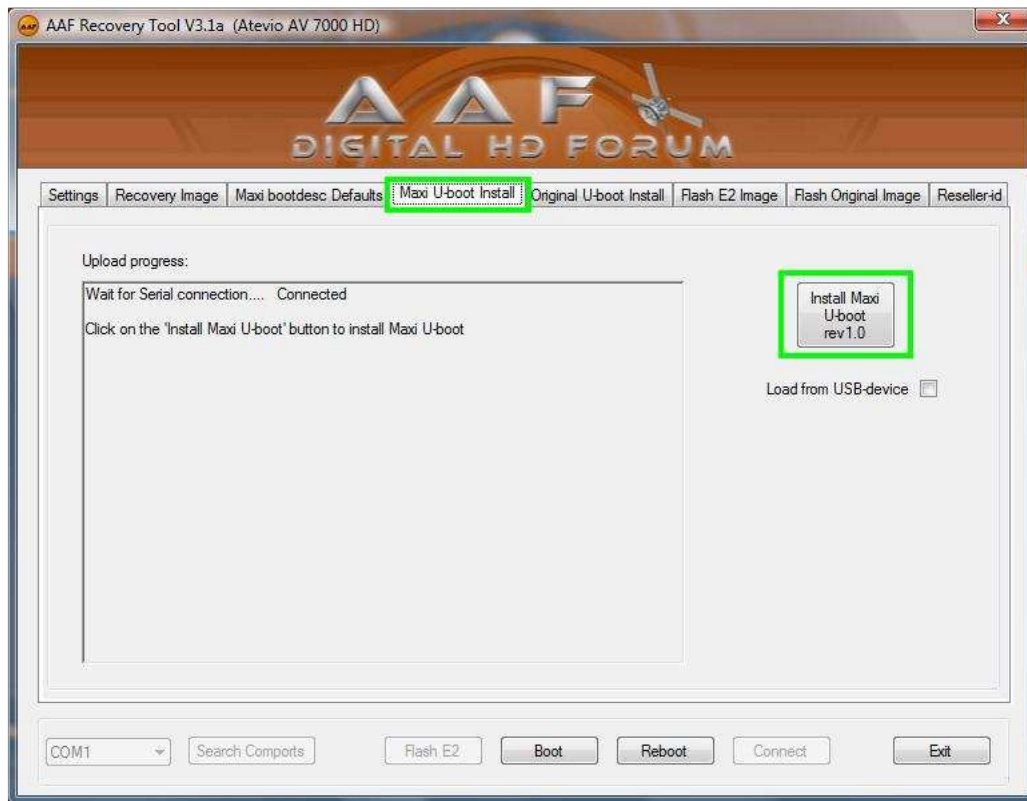 AAF Recovery Tool V3.1a (Atevio AV 7000 HD)
AAF
DIGITAL HD FORUM
Settings Recovery Image Maxi bootdesc Defaults Maxi U-boot Install Original U-boot Install Flash E2 Image Flash Original Image Reseller-id
Upload progress:
Wait for Serial connection.... Connected
Click on the 'Install Maxi U-boot' button to install Maxi U-boot
Install Maxi
U-boot
rev1.0
Load from USB-device
COM1 Search Comports Flash E2 Boot Reboot Connect Exit